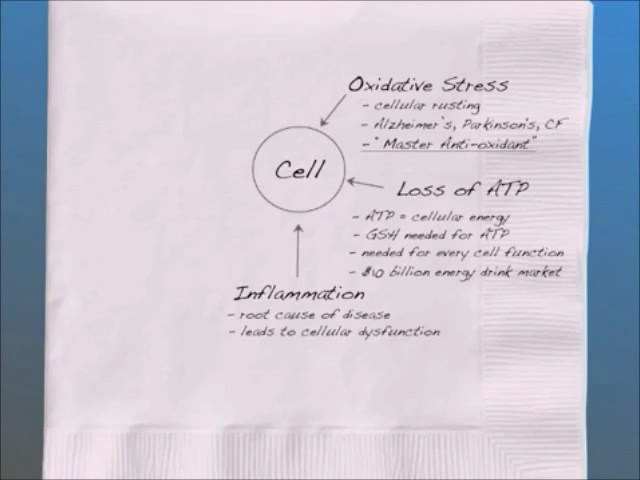 Oxidative Stress
- cellular rusting
- Alzheimer's, Parkinson's, CF
- "Master Anti-oxidant"
Cell
Loss of ATP
- ATP = cellular energy
- GSH needed for ATP
- needed for every cell function
- $10 billion energy drink market
Inflammation
- root cause of disease
- leads to cellular dysfunction